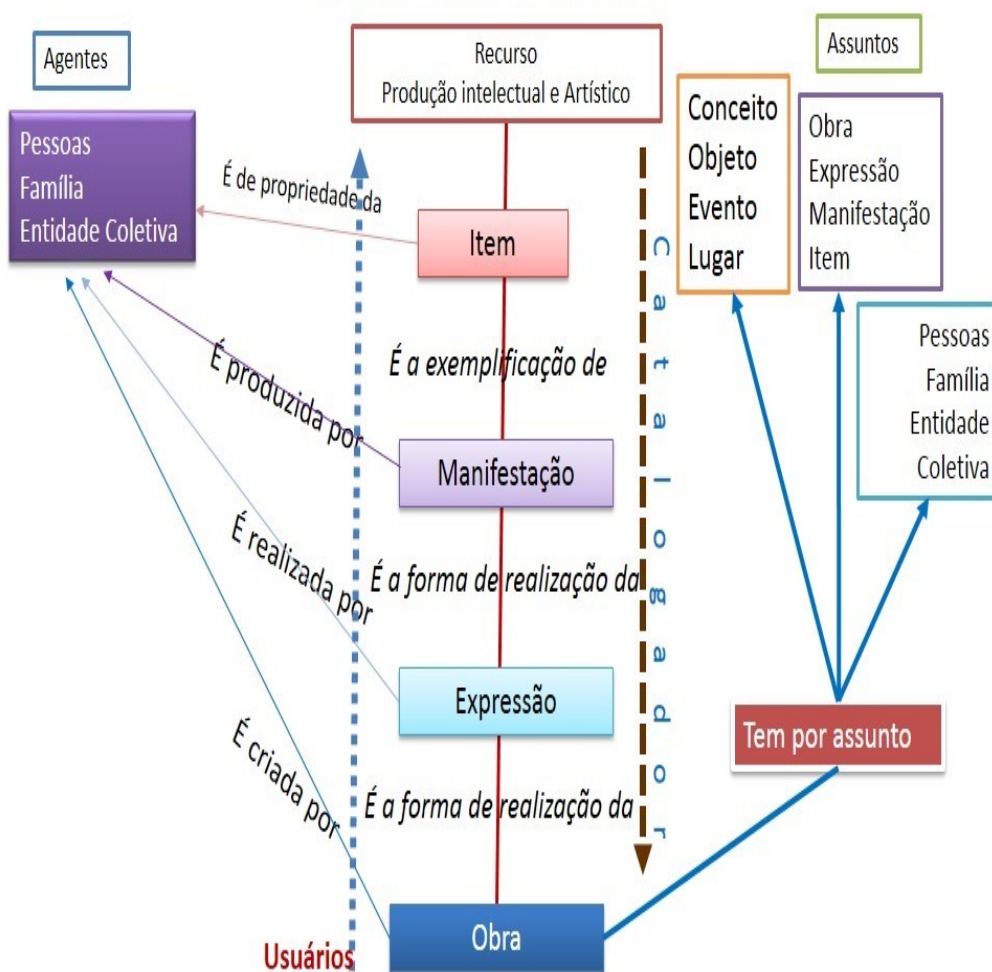 Agentes
Pessoas
Família
Entidade Coletiva
Recurso
Produção intelectual e Artístico
Assuntos
Conceito
Objeto
Evento
Lugar
Obra
Expressão
Manifestação
Item
Pessoas
Família
Entidade
Coletiva
É de propriedade da
Item
É a exemplificação de
É produzida por
Manifestação
É a forma de realização da
É realizada por
Expressão
É a forma de realização da
É criada por
Obra
Usuários
Catalogador
Tem por assunto